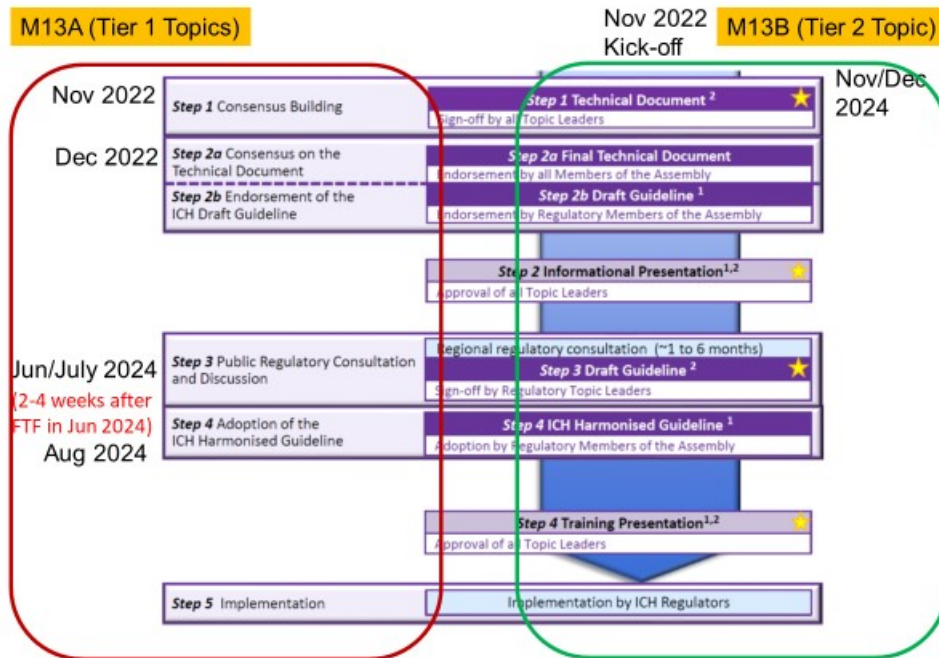 M13A (Tier 1 Topics)
Nov 2022
Kick-off
M13B (Tier 2 Topic)
Nov 2022
Step 1 Consensus Building
Step 1 Technical Document 2
Sign-off by all Topic Leaders
Nov/Dec
2024
Dec 2022
Step 2a Consensus on the
Technical Document
Step 2a Final Technical Document
Endorsement by all Members of the Assembly
Step 2b Endorsement of the
ICH Draft Guideline
Step 2b Draft Guideline 1
Endorsement by Regulatory Members of the Assembly
Step 2 Informational Presentation1,2
Approval of all Topic Leaders
Jun/July 2024
(2-4 weeks after
FTF in Jun 2024)
Aug 2024
Step 3 Public Regulatory Consultation
and Discussion
Regional regulatory consultation (~1 to 6 months)
Step 3 Draft Guideline 2
Sign-off by Regulatory Topic Leaders
Step 4 Adoption of the
ICH Harmonised Guideline
Step 4 ICH Harmonised Guideline 1
Adoption by Regulatory Members of the Assembly
Step 4 Training Presentation1,2
Approval of all Topic Leaders
Step 5 Implementation
Implementation by ICH Regulators